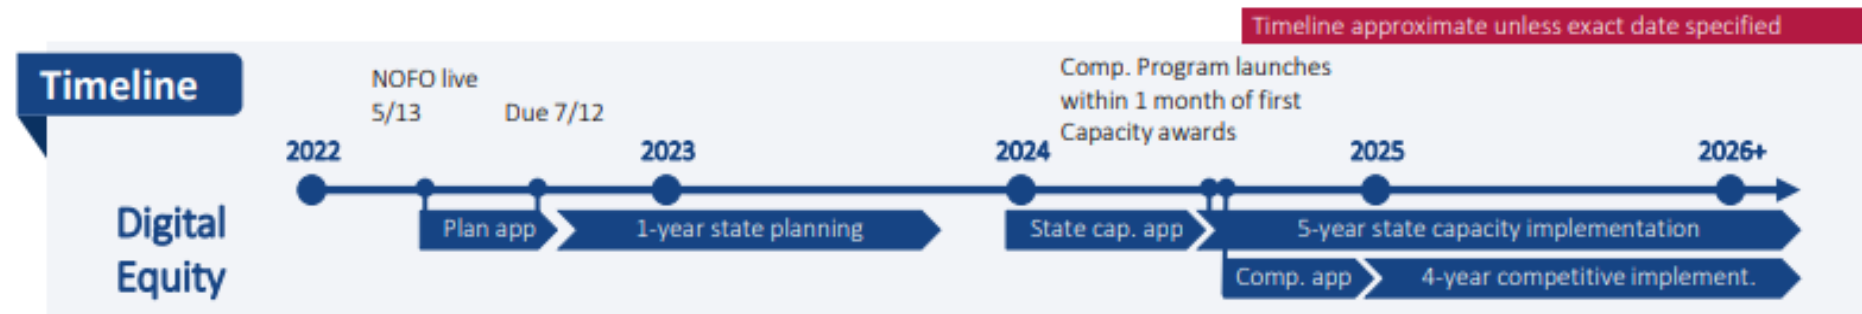 Timeline approximate unless exact date specified
Timeline
NOFO live
5/13
Due 7/12
Comp. Program launches
within 1 month of first
Capacity awards
2022
2023
2024
2025
2026+
Digital
Equity
Plan app
1-year state planning
State cap. app
5-year state capacity implementation
Comp. app
4-year competitive implement.